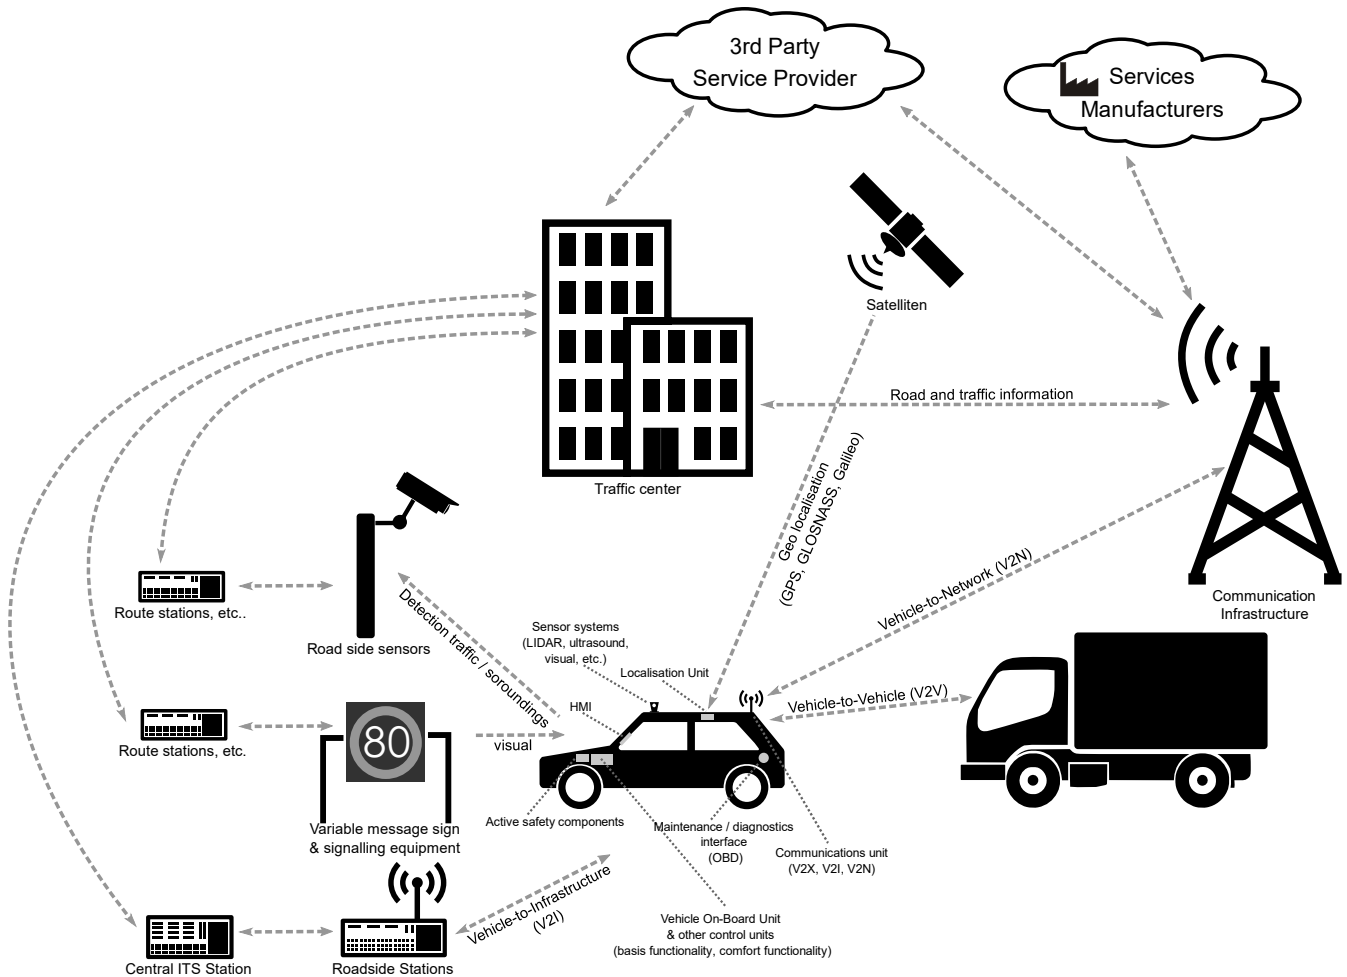 3rd Party
Service Provider
Services
Manufacturers
Satelliten
Road and traffic information
Traffic center
Geo localisation
(GPS, GLOSNASS, Galileo)
Vehicle-to-Network (V2N)
Communication
Infrastructure
Route stations, etc..
Road side sensors
Detection traffic / soroundings
Sensor systems
(LIDAR, ultrasound,
visual, etc.)
Localisation Unit
HMI
Vehicle-to-Vehicle (V2V)
Route stations, etc.
80
visual
Variable message sign
& signalling equipment
Active safety components
Maintenance / diagnostics
interface
(OBD)
Communications unit
(V2X, V2I, V2N)
Vehicle-to-Infrastructure
(V2I)
Vehicle On-Board Unit
& other control units
(basis functionality, comfort functionality)
Central ITS Station
Roadside Stations